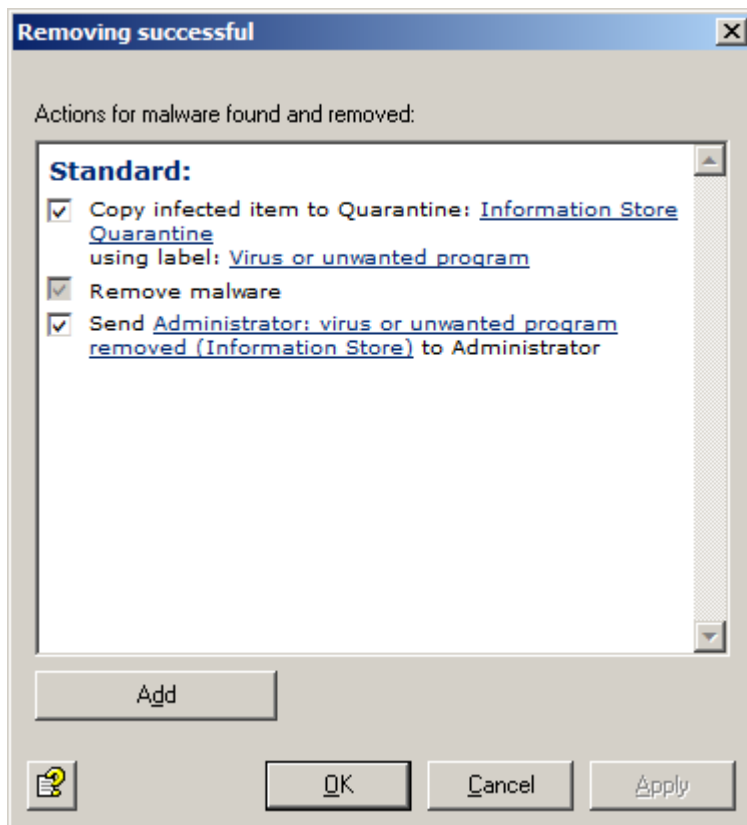 Removing successful
Actions for malware found and removed:
Standard:
Copy infected item to Quarantine: Information Store
Quarantine
using label: Virus or unwanted program
Remove malware
Send Administrator: virus or unwanted program
removed (Information Store) to Administrator
Add
OK
Cancel
Apply